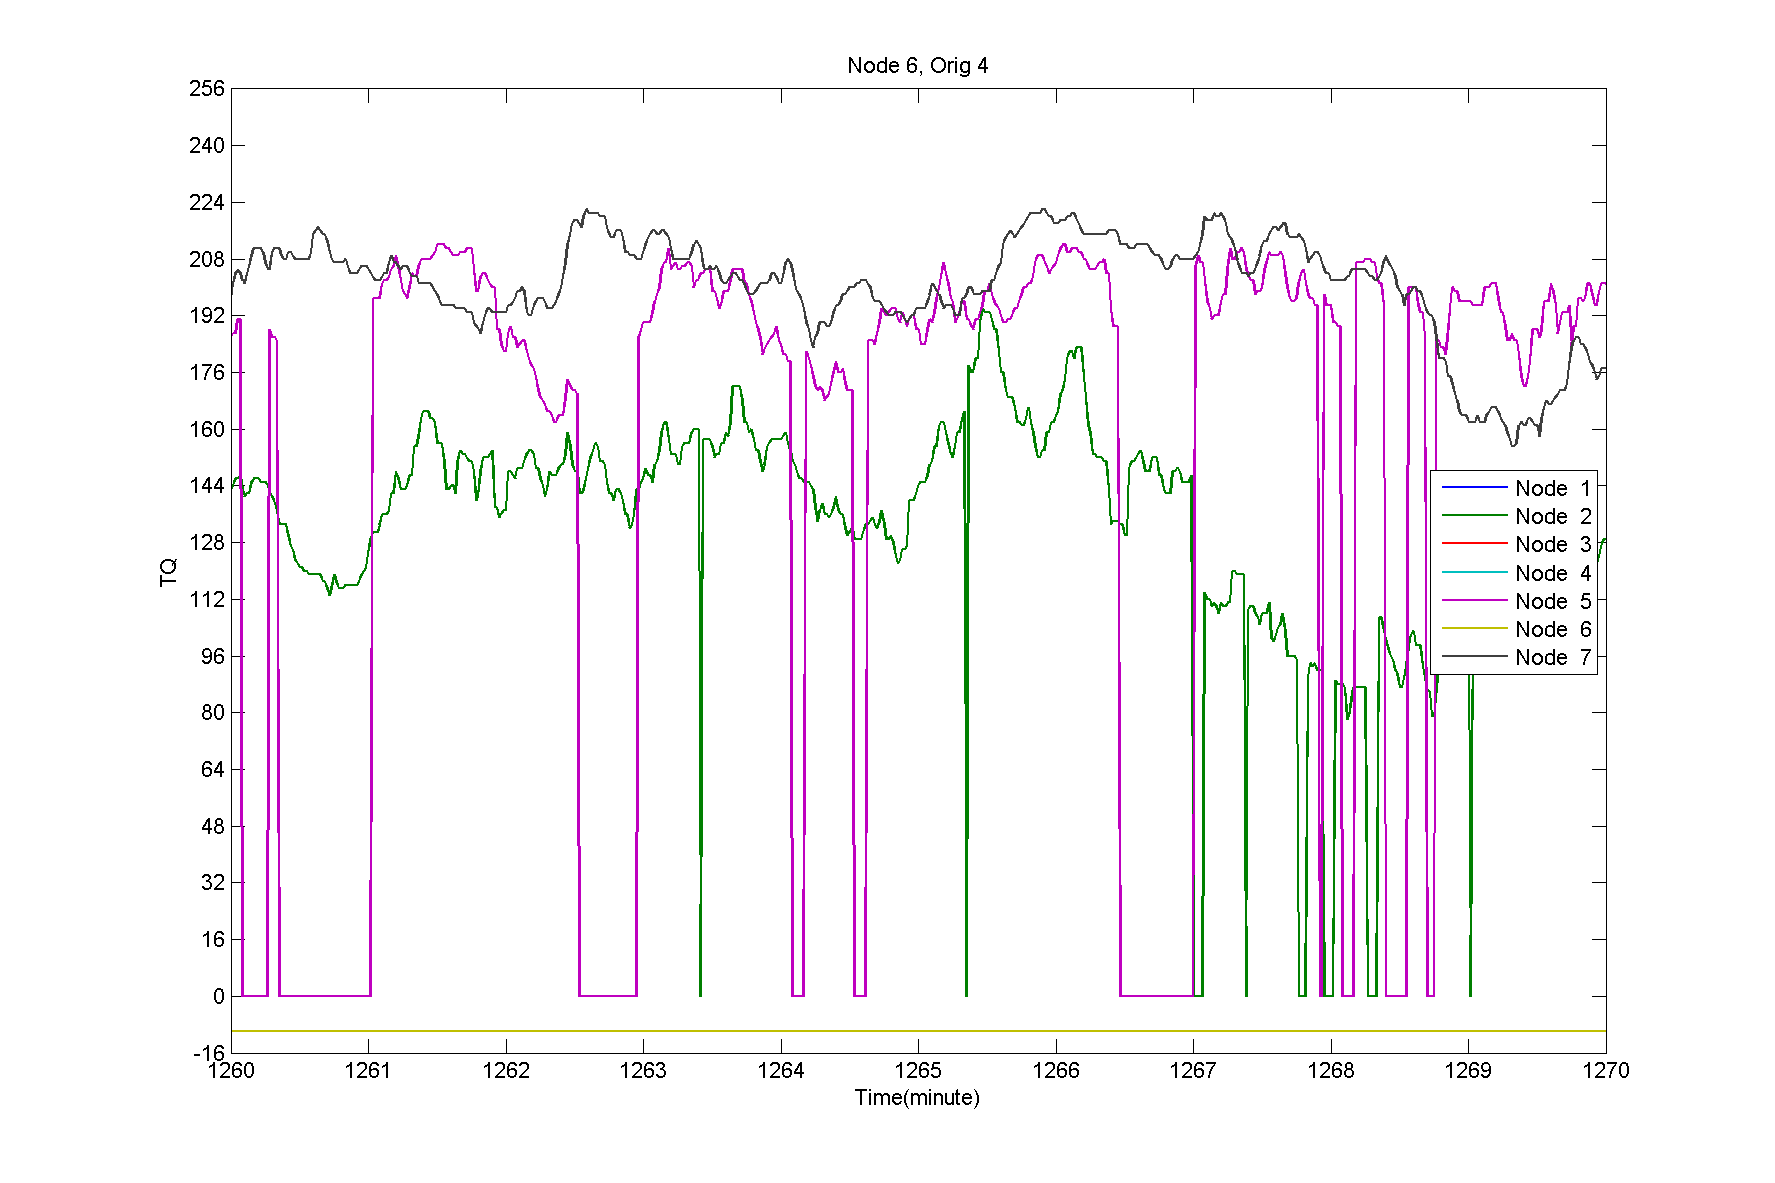 Node 6, Orig 4
256
240
224
208
192
176
160
144
128
112
96
80
64
48
32
16
0
-16
TQ
Node 1
Node 2
Node 3
Node 4
Node 5
Node 6
Node 7
1260 1261 1262 1263 1264 1265 1266 1267 1268 1269 1270
Time(minute)